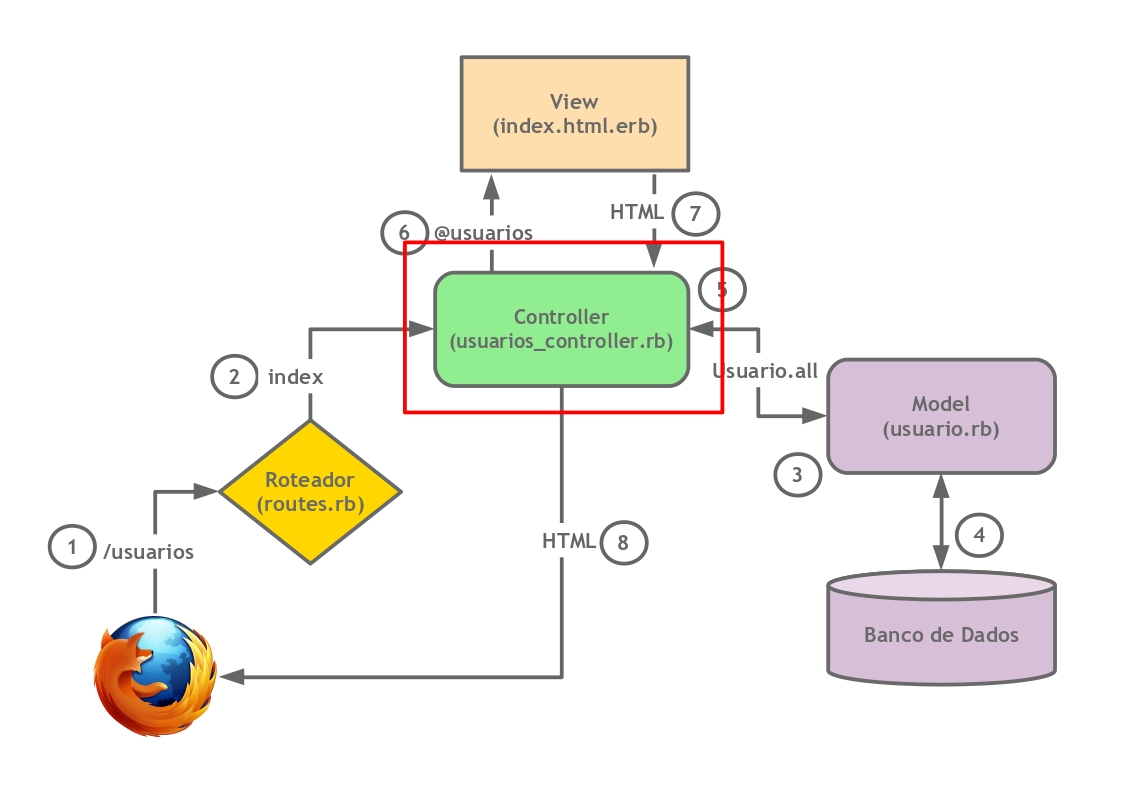 View
(index.html.erb)
6
@usuarios
HTML
7
5
Controller
(usuarios_controller.rb)
2
index
Usuario.all
Model
(usuario.rb)
3
Roteador
(routes.rb)
1
/usuarios
HTML
8
4
Banco de Dados